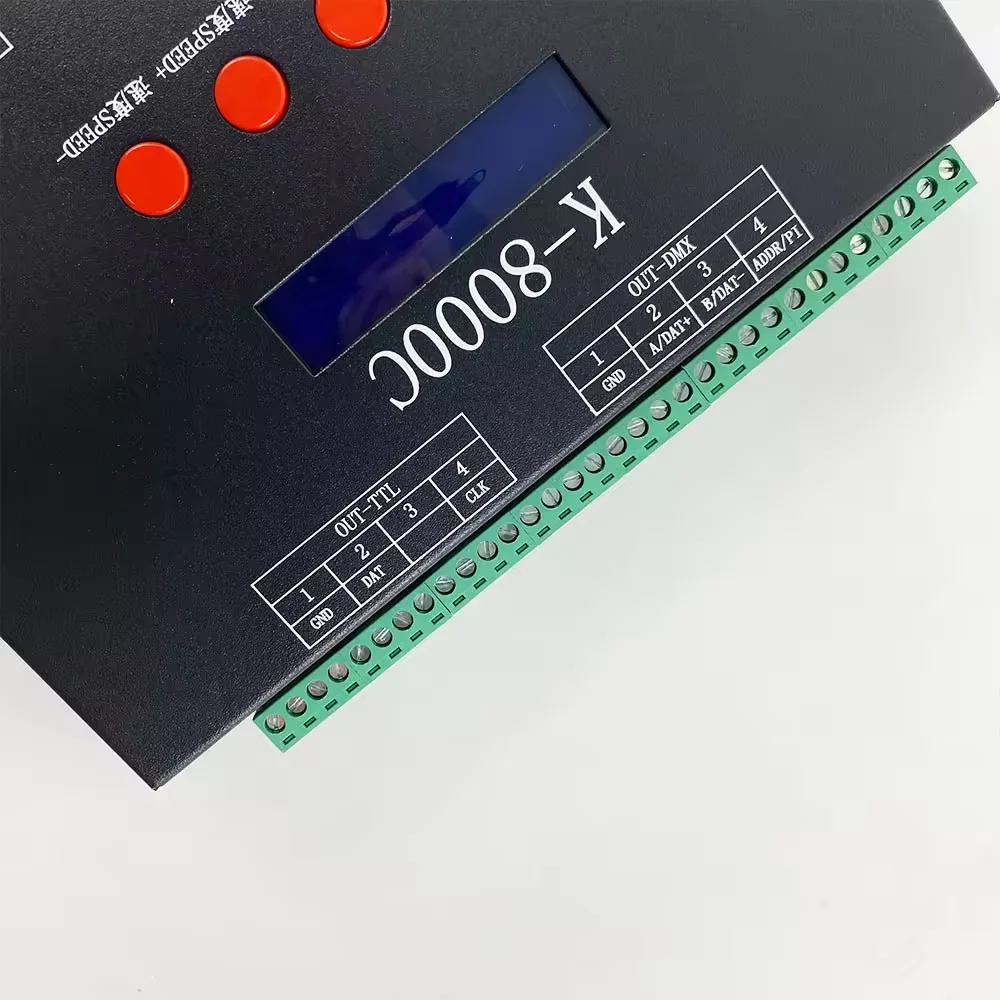 速度SPEED+
速度SPEED-
K-8000C
OUT-DMX
1 2 3 4
GND A/DAT+ B/DAT- ADDR/PI
OUT-TTL
1 2 3 4
GND DAT CLK